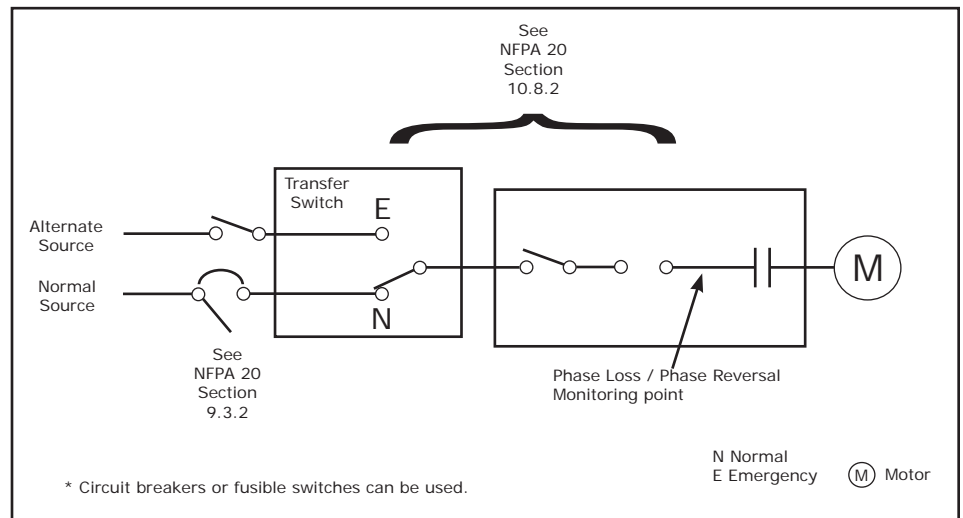 See
NFPA 20
Section
10.8.2
Transfer
Switch
E
Alternate
Source
Normal
Source
N
M
See
NFPA 20
Section
9.3.2
Phase Loss / Phase Reversal
Monitoring point
N Normal
E Emergency
M Motor
* Circuit breakers or fusible switches can be used.